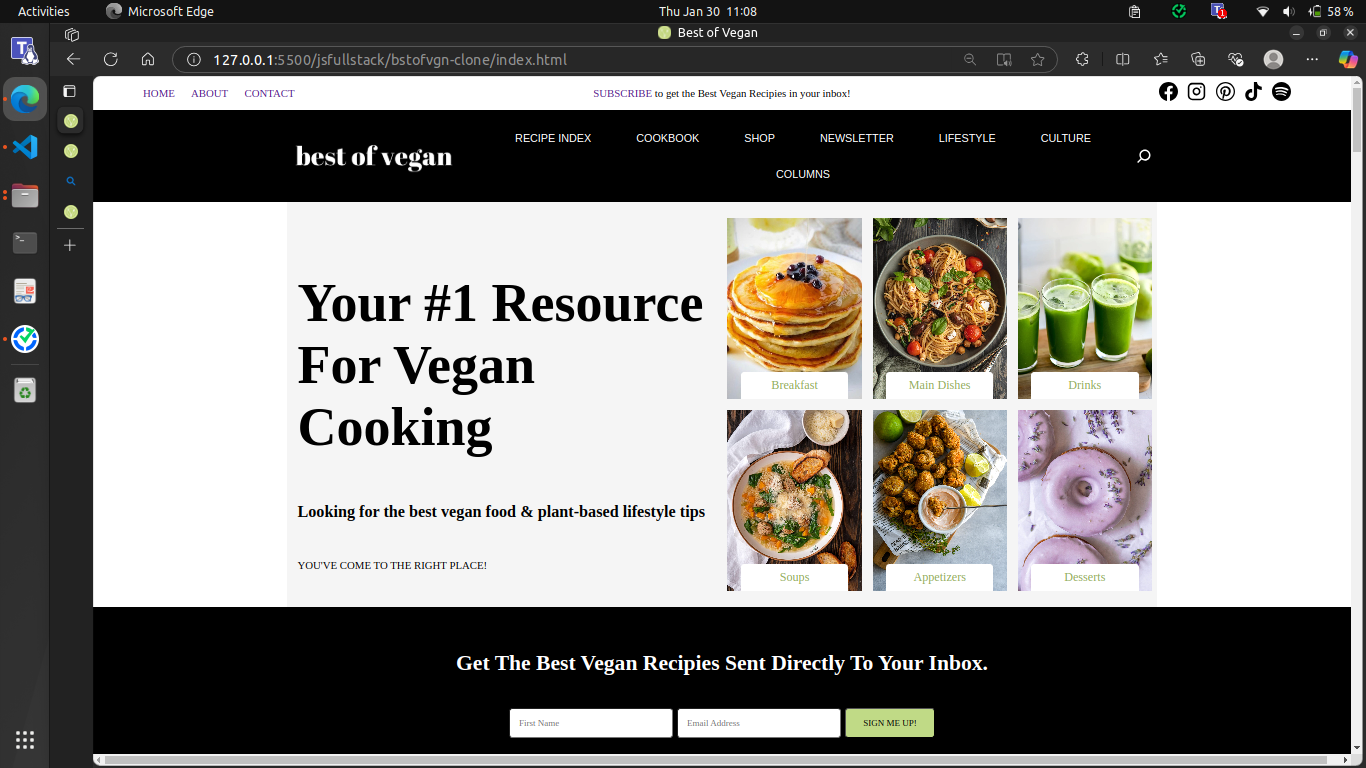 Activities Microsoft Edge Thu Jan 30 11:08 58 %
Best of Vegan
127.0.0.1:5500/jsfullstack/bstofvgn-clone/index.html
HOME ABOUT CONTACT SUBSCRIBE to get the Best Vegan Recipies in your inbox!
best of vegan
RECIPE INDEX COOKBOOK SHOP NEWSLETTER LIFESTYLE CULTURE
COLUMNS
Your #1 Resource
For Vegan
Cooking
Looking for the best vegan food & plant-based lifestyle tips
YOU'VE COME TO THE RIGHT PLACE!
Breakfast Main Dishes Drinks
Soups Appetizers Desserts
Get The Best Vegan Recipies Sent Directly To Your Inbox.
First Name Email Address SIGN ME UP!